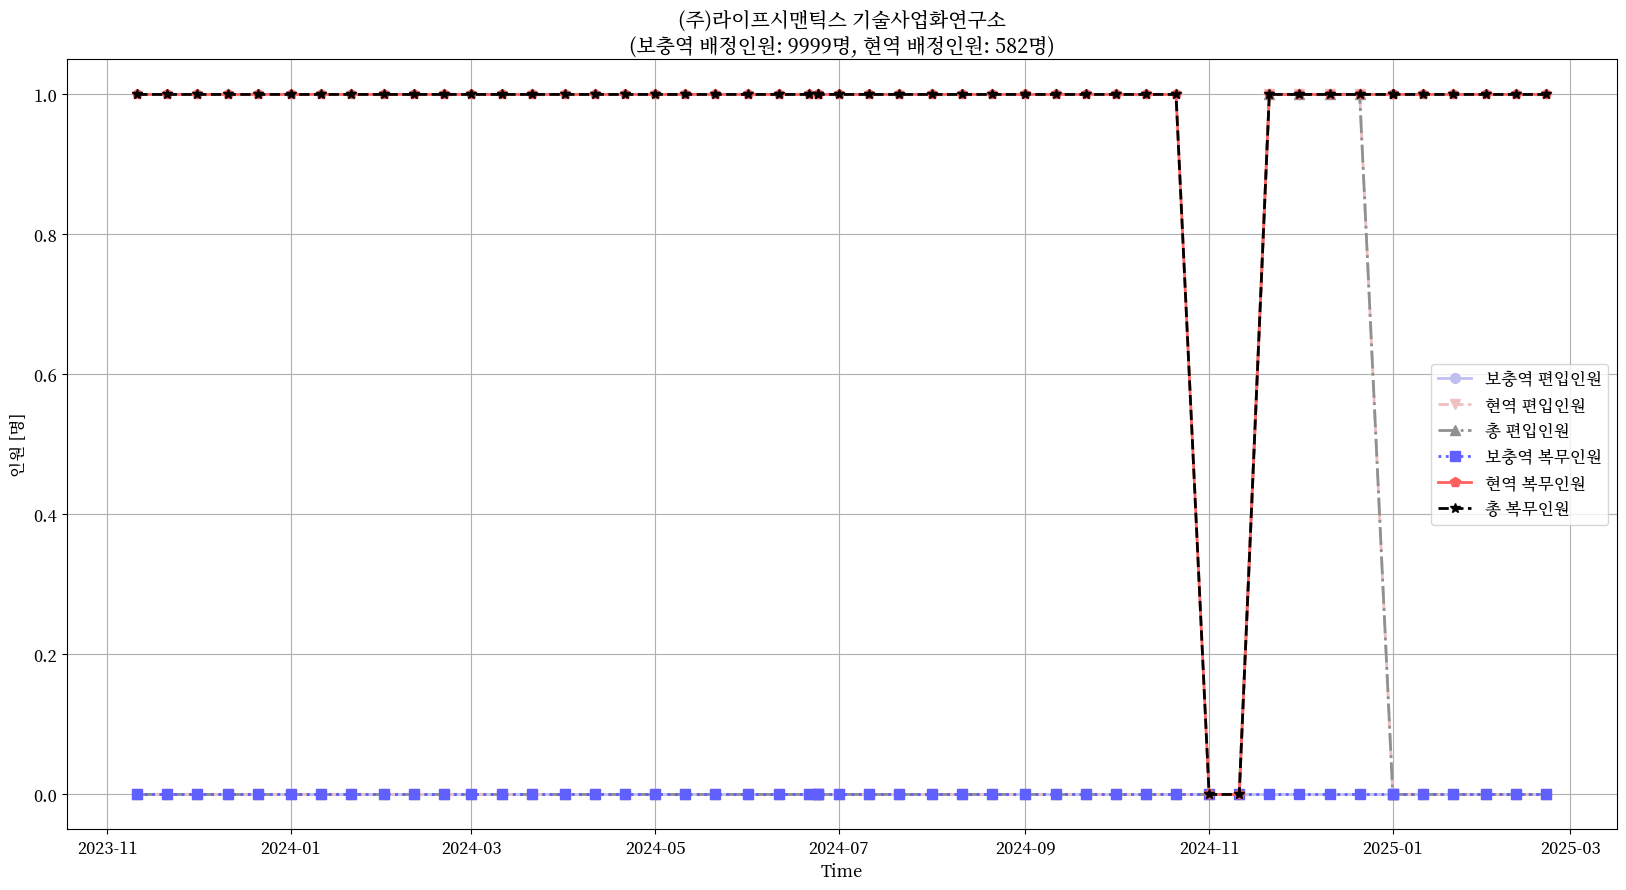 (주)라이프시맨틱스 기술사업화연구소
(보충역 배정인원: 9999명, 현역 배정인원: 582명)
인원 [명]
1.0
0.8
0.6
0.4
0.2
0.0
보충역 편입인원
현역 편입인원
총 편입인원
보충역 복무인원
현역 복무인원
총 복무인원
2023-11
2024-01
2024-03
2024-05
2024-07
2024-09
2024-11
2025-01
2025-03
Time